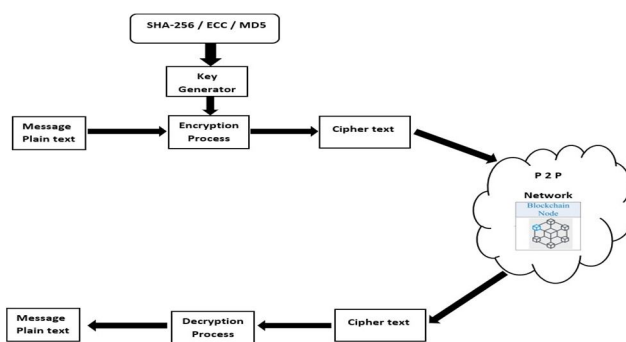 SHA-256 / ECC / MD5
Key
Generator
Message
Plain text
Encryption
Process
Cipher text
P 2 P
Network
Blockchain
Node
Message
Plain text
Decryption
Process
Cipher text